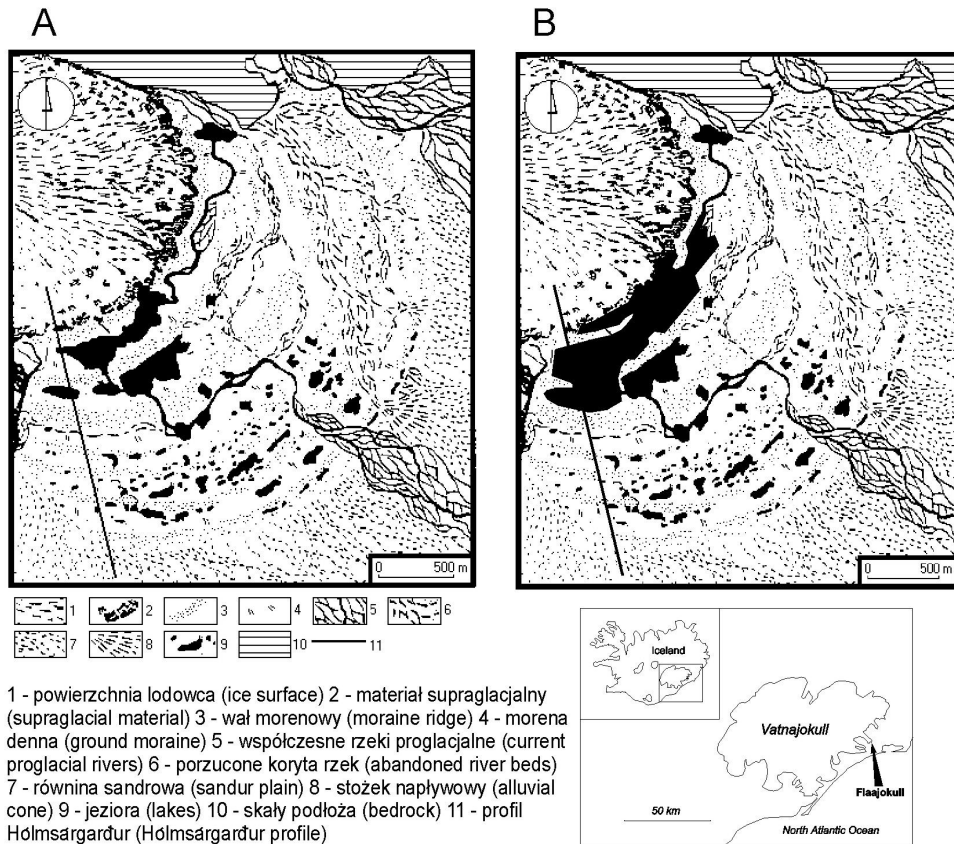 A
B
0 500 m
0 500 m
1 2 3 4 5 6
7 8 9 10 11
1 - powierzchnia lodowca (ice surface) 2 - materiał supraglacjalny
(supraglacial material) 3 - wał morenowy (moraine ridge) 4 - morena
denna (ground moraine) 5 - współczesne rzeki proglacjalne (current
proglacial rivers) 6 - porzucone koryta rzek (abandoned river beds)
7 - równina sandrowa (sandur plain) 8 - stożek napływowy (alluvial
cone) 9 - jeziora (lakes) 10 - skały podłoża (bedrock) 11 - profil
Hølmsárgarđur (Hølmsárgarđur profile)
Iceland
Vatnajokull
Flaajokull
50 km
North Atlantic Ocean